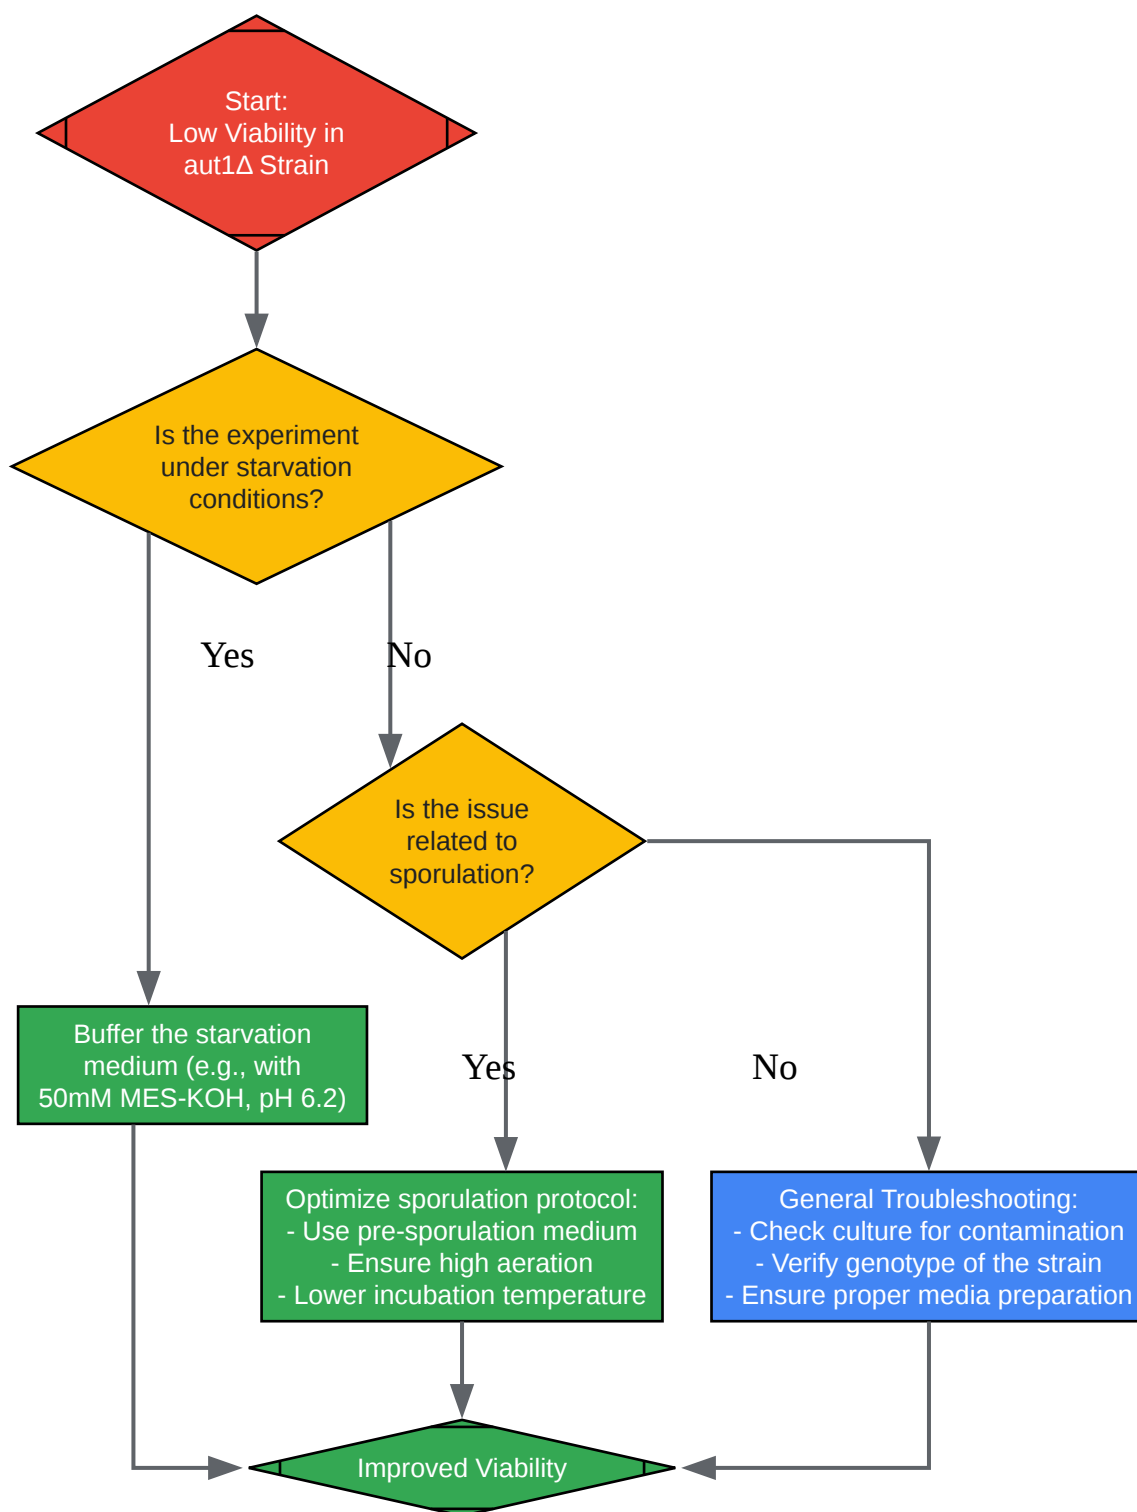 Start:
Low Viability in
aut1Δ Strain
Is the experiment
under starvation
conditions?
Yes
No
Is the issue
related to
sporulation?
Buffer the starvation
medium (e.g., with
50mM MES-KOH, pH 6.2)
Yes
No
Optimize sporulation protocol:
- Use pre-sporulation medium
- Ensure high aeration
- Lower incubation temperature
General Troubleshooting:
- Check culture for contamination
- Verify genotype of the strain
- Ensure proper media preparation
Improved Viability